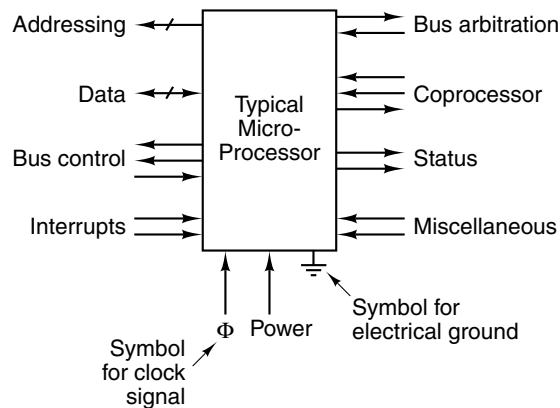 Addressing
Bus arbitration
Data
Typical
Micro-
Processor
Coprocessor
Bus control
Status
Interrupts
Miscellaneous
Φ
Power
Symbol for
electrical ground
Symbol
for clock
signal